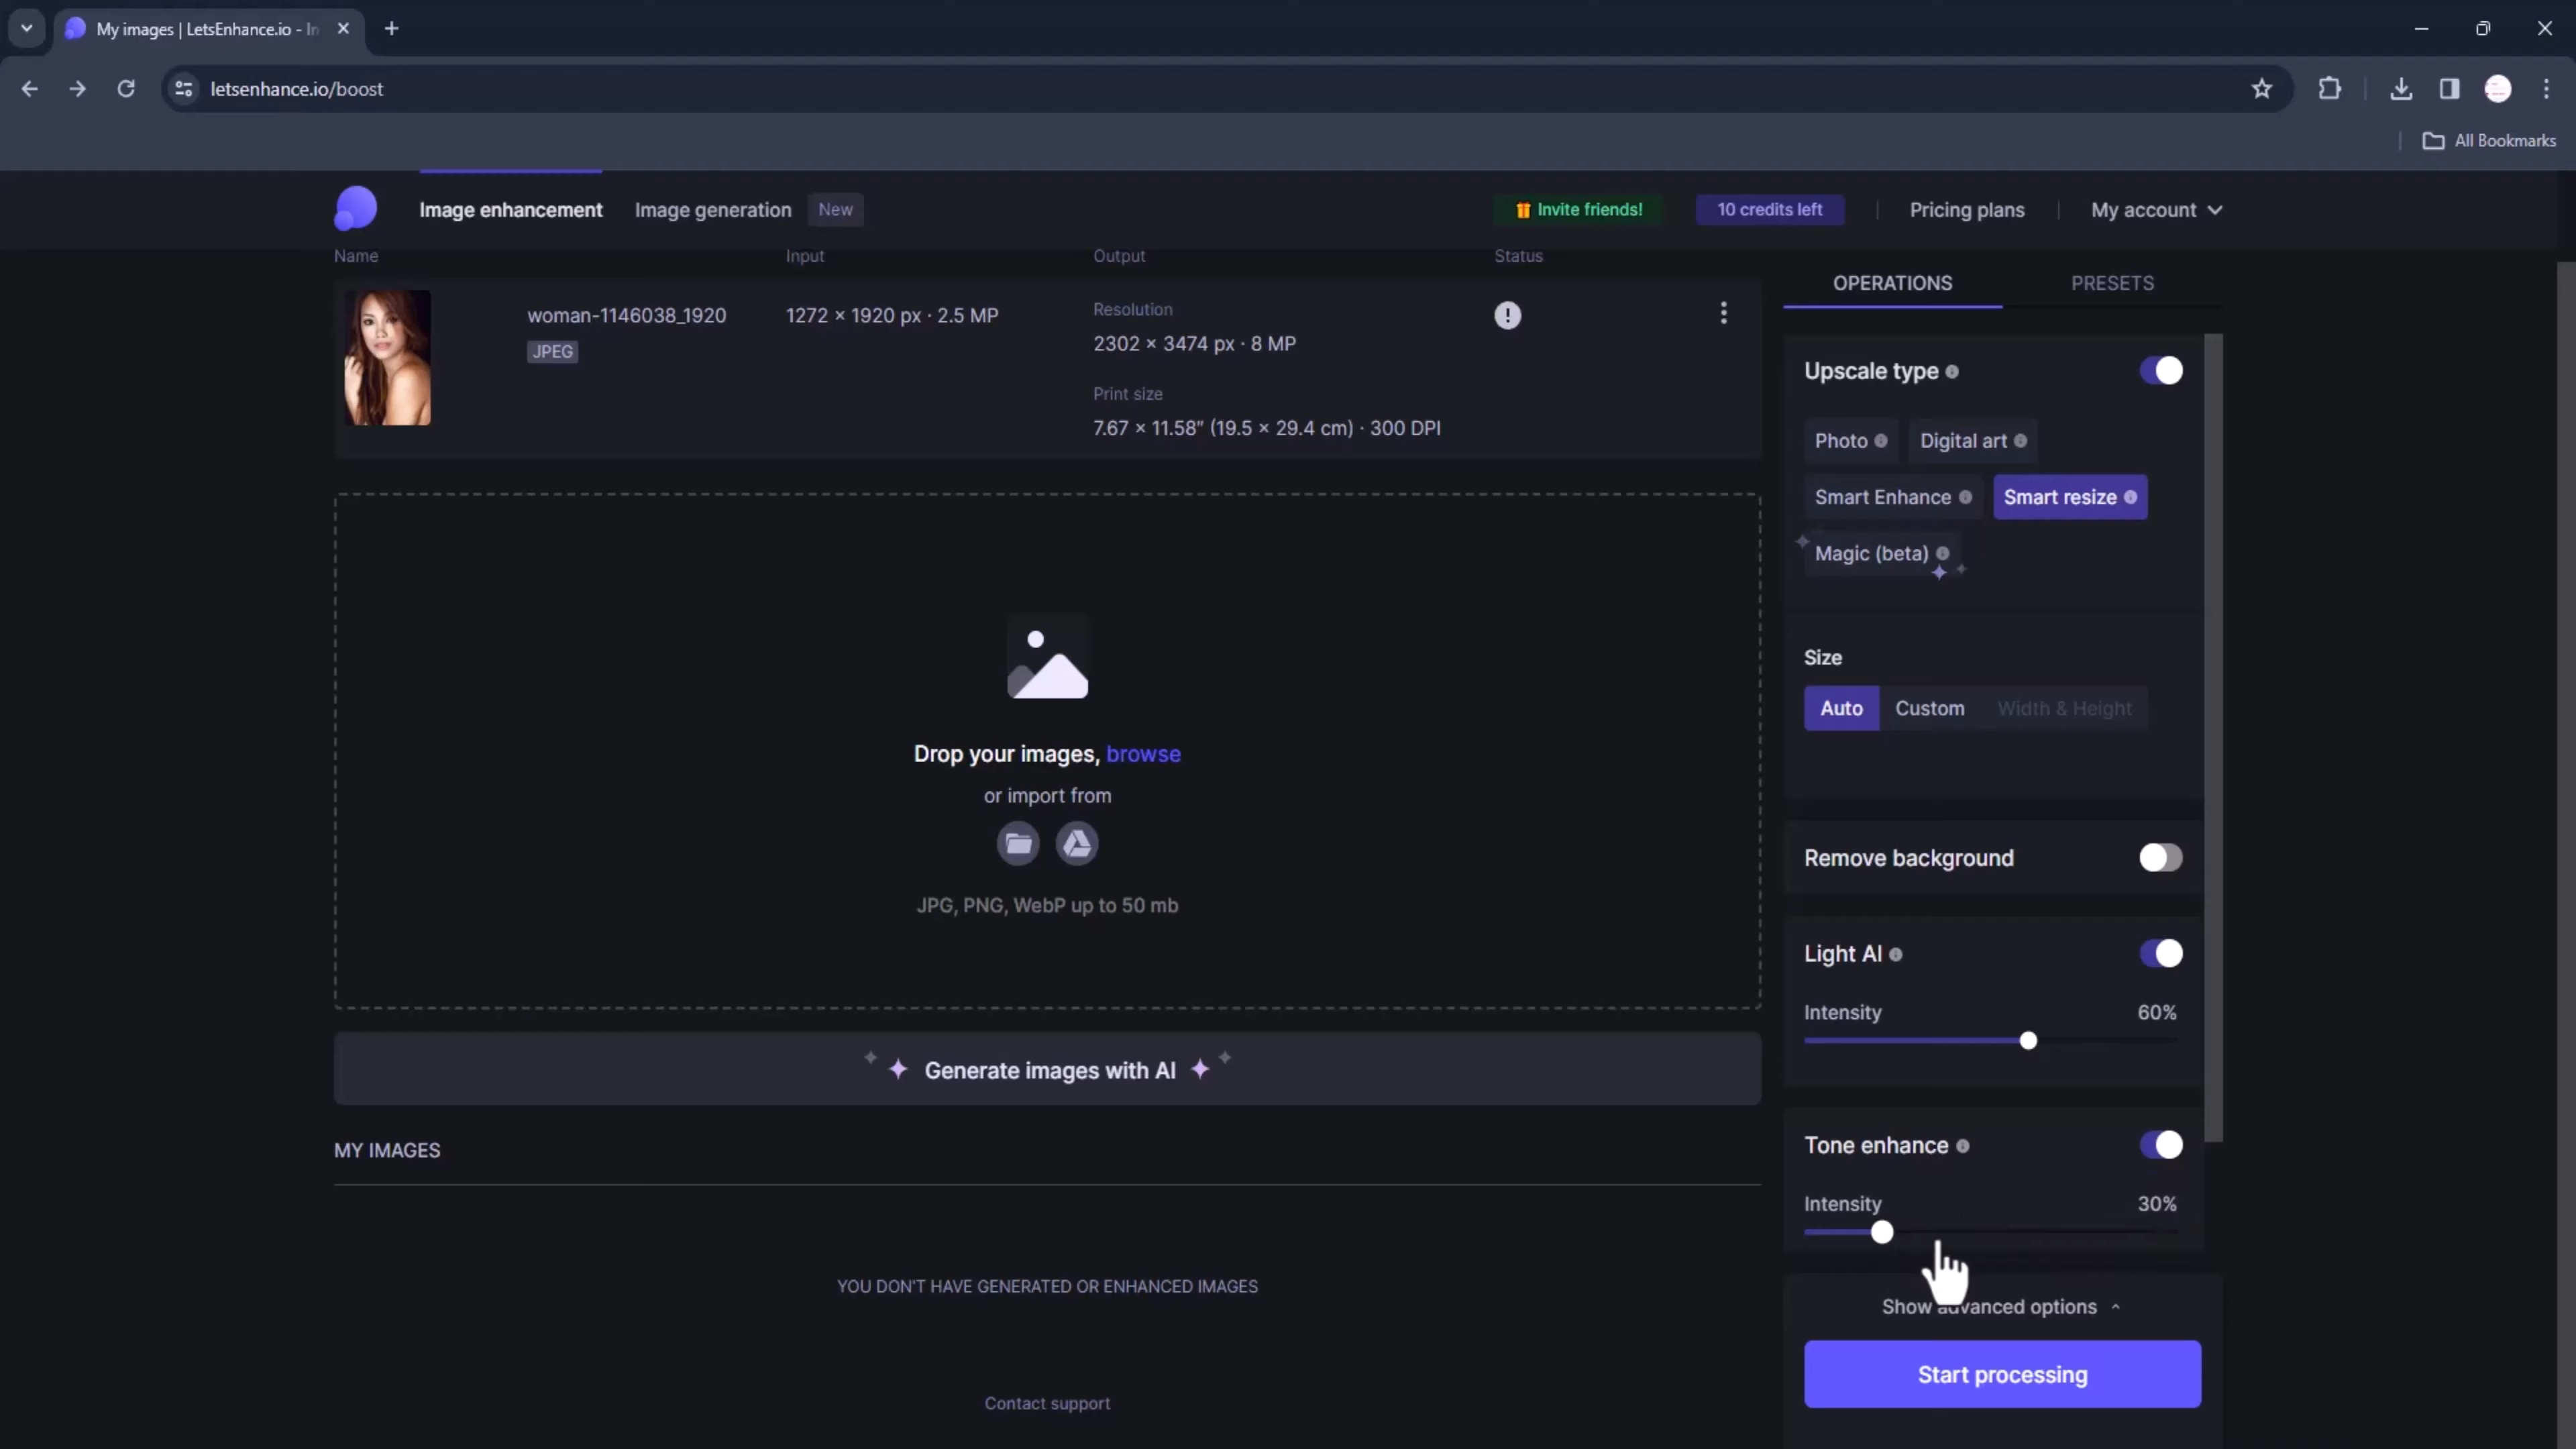 My images | LetsEnhance.io - In
letsenhance.io/boost
All Bookmarks
Image enhancement
Image generation
New
Invite friends!
10 credits left
Pricing plans
My account
Name
Input
Output
Status
woman-1146038_1920
JPEG
1272 × 1920 px · 2.5 MP
Resolution
2302 × 3474 px · 8 MP
Print size
7.67 × 11.58" (19.5 × 29.4 cm) · 300 DPI
Drop your images, browse
or import from
JPG, PNG, WebP up to 50 mb
Generate images with AI
MY IMAGES
YOU DON'T HAVE GENERATED OR ENHANCED IMAGES
Contact support
OPERATIONS
PRESETS
Upscale type
Photo
Digital art
Smart Enhance
Smart resize
Magic (beta)
Size
Auto
Custom
Width & Height
Remove background
Light AI
Intensity
60%
Tone enhance
Intensity
30%
Show advanced options
Start processing